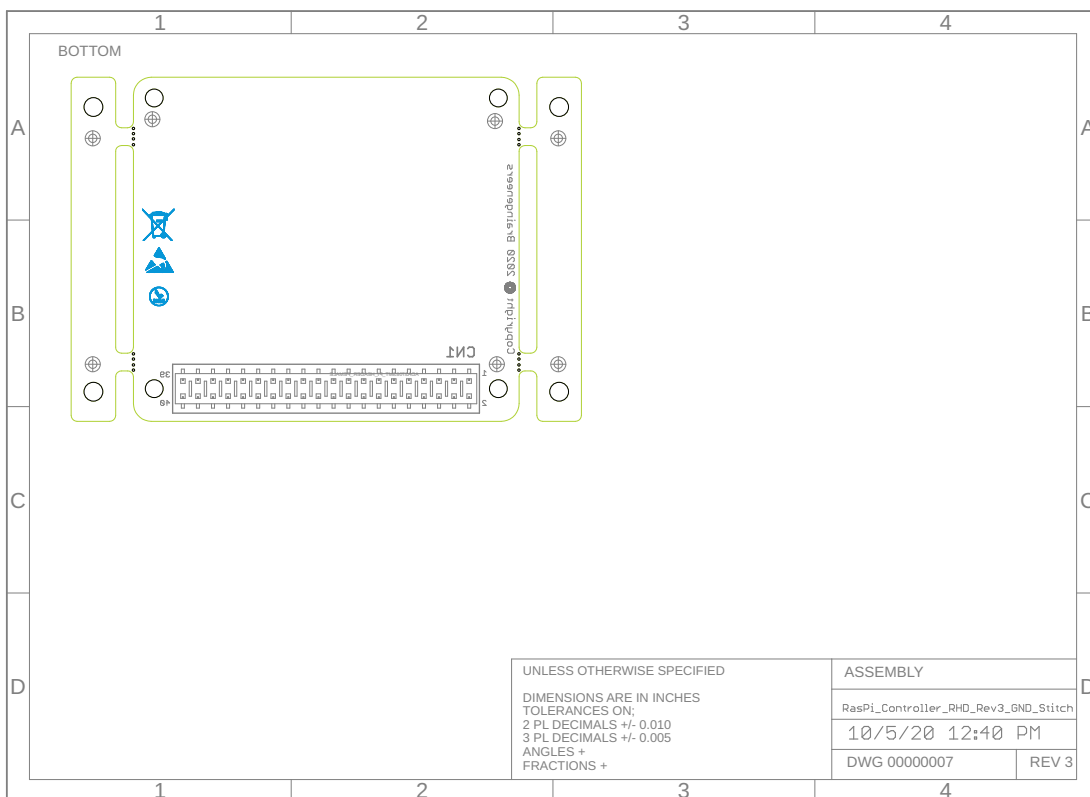 1 2 3 4
BOTTOM
A A
Copyright © 2020 Braingeneers
B B
CN1
39 1
40 2
C C
UNLESS OTHERWISE SPECIFIED
DIMENSIONS ARE IN INCHES
TOLERANCES ON;
2 PL DECIMALS +/- 0.010
3 PL DECIMALS +/- 0.005
ANGLES +
FRACTIONS +
ASSEMBLY
RasPi_Controller_RHD_Rev3_GND_Stitch
10/5/20 12:40 PM
DWG 00000007
REV 3
D D
1 2 3 4